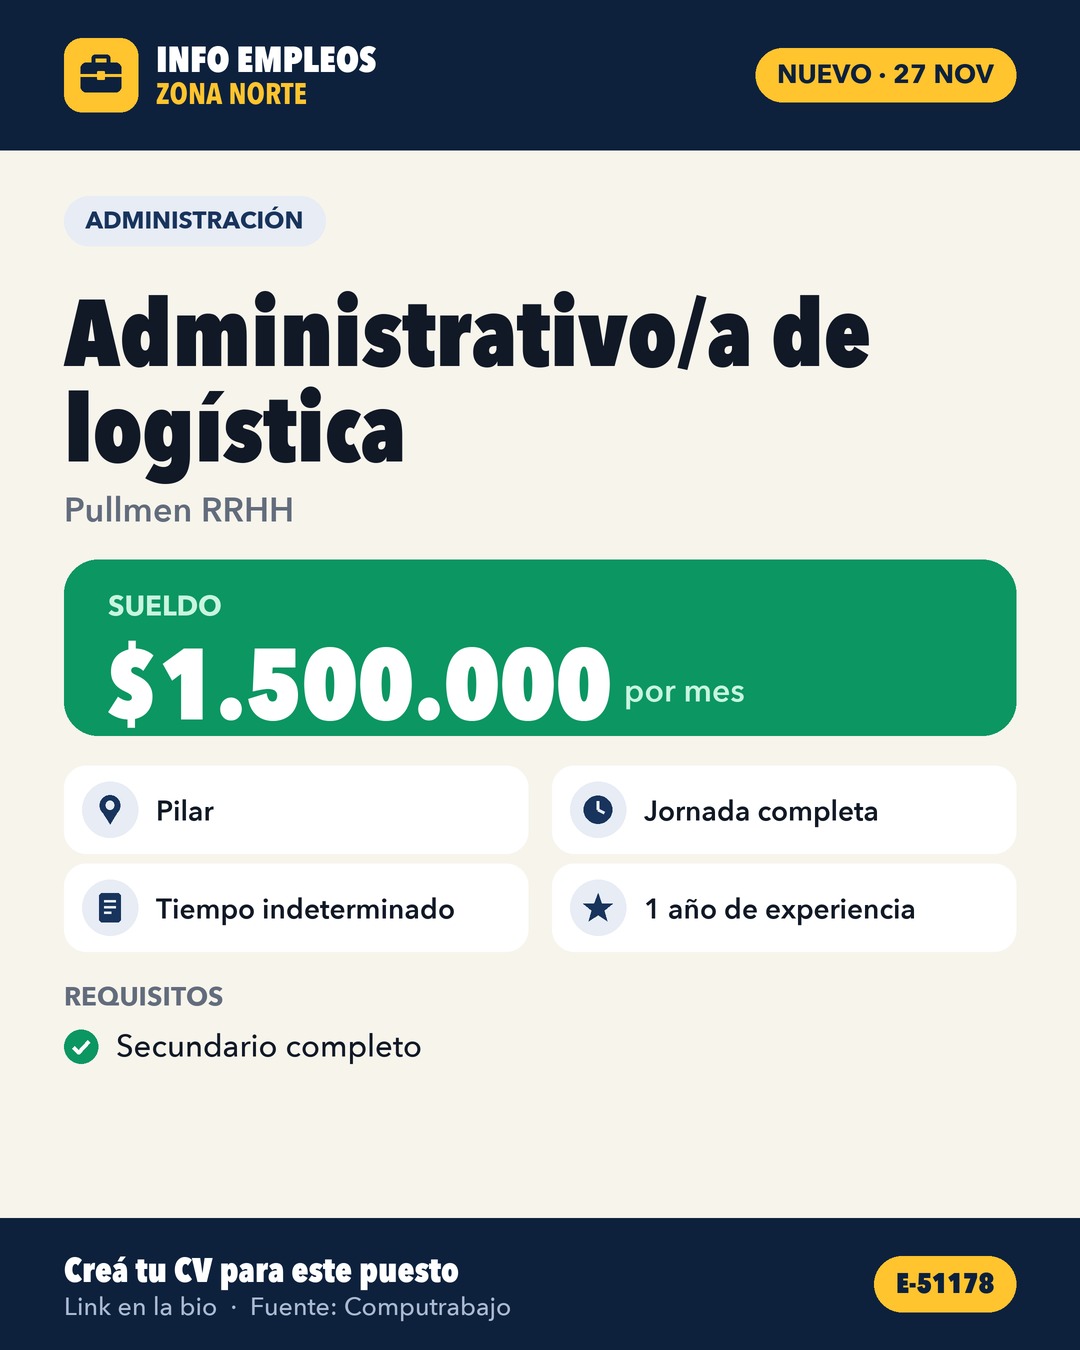 INFO EMPLEOS
ZONA NORTE
NUEVO · 27 NOV
ADMINISTRACIÓN
Administrativo/a de
logística
Pullmen RRHH
SUELDO
$1.500.000 por mes
Pilar
Jornada completa
Tiempo indeterminado
1 año de experiencia
REQUISITOS
Secundario completo
Creá tu CV para este puesto
Link en la bio · Fuente: Computrabajo
E-51178